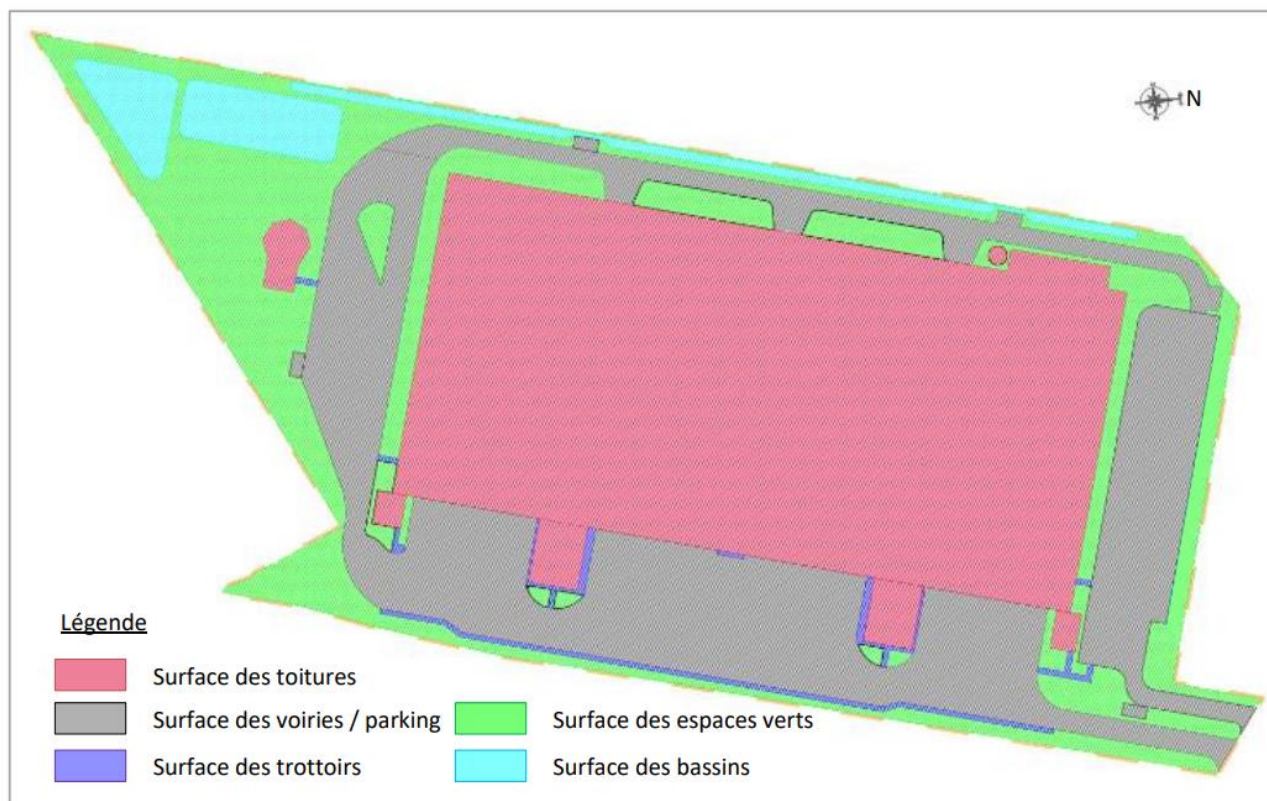 N
Légende
Surface des toitures
Surface des voiries / parking
Surface des espaces verts
Surface des trottoirs
Surface des bassins